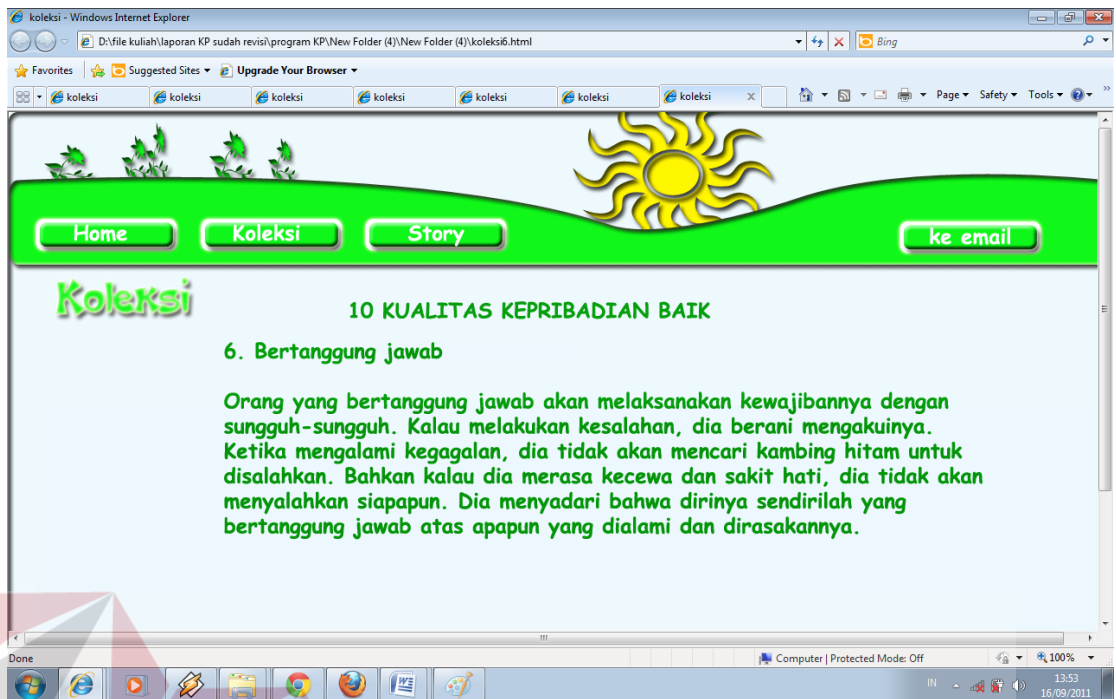 koleksi - Windows Internet Explorer
D:\file kuliah\laporan KP sudah revisi\program KP\New Folder (4)\New Folder (4)\koleksi6.html
Bing
Favorites Suggested Sites Upgrade Your Browser
koleksi koleksi koleksi koleksi koleksi koleksi koleksi Page Safety Tools
Home Koleksi Story ke email
Koleksi
10 KUALITAS KEPRIBADIAN BAIK
6. Bertanggung jawab
Orang yang bertanggung jawab akan melaksanakan kewajibannya dengan
sungguh-sungguh. Kalau melakukan kesalahan, dia berani mengakuinya.
Ketika mengalami kegagalan, dia tidak akan mencari kambing hitam untuk
disalahkan. Bahkan kalau dia merasa kecewa dan sakit hati, dia tidak akan
menyalahkan siapapun. Dia menyadari bahwa dirinya sendirilah yang
bertanggung jawab atas apapun yang dialami dan dirasakannya.
Done Computer | Protected Mode: Off 100%
IN 13:53
16/09/2011